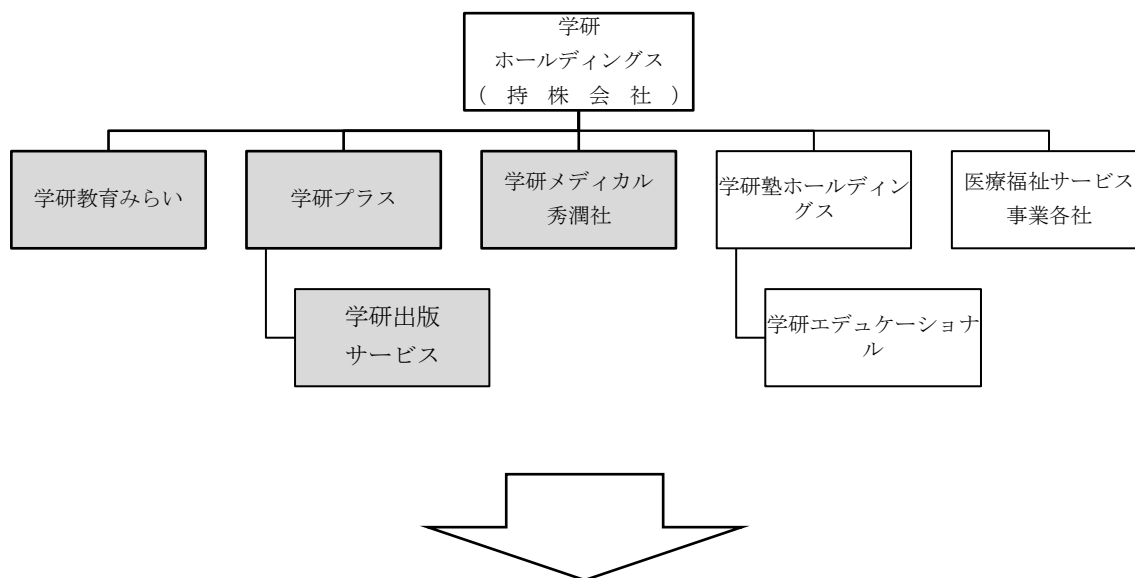 学研
ホールディングス
( 持 株 会 社 )
学研教育みらい
学研プラス
学研メディカル
秀潤社
学研塾ホールディン
グス
医療福祉サービス
事業各社
学研出版
サービス
学研エデュケーショナ
ル